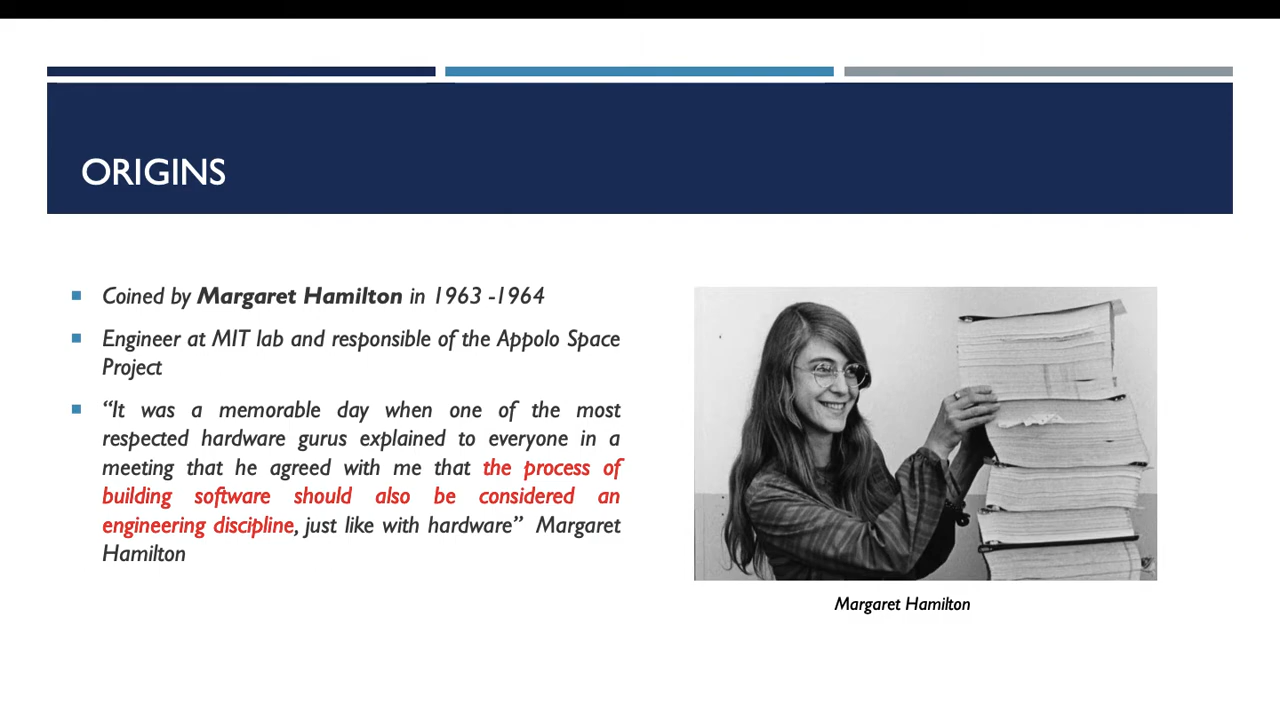 ORIGINS
Coined by Margaret Hamilton in 1963 -1964
Engineer at MIT lab and responsible of the Appolo Space
Project
“It was a memorable day when one of the most
respected hardware gurus explained to everyone in a
meeting that he agreed with me that the process of
building software should also be considered an
engineering discipline, just like with hardware” Margaret
Hamilton
Margaret Hamilton